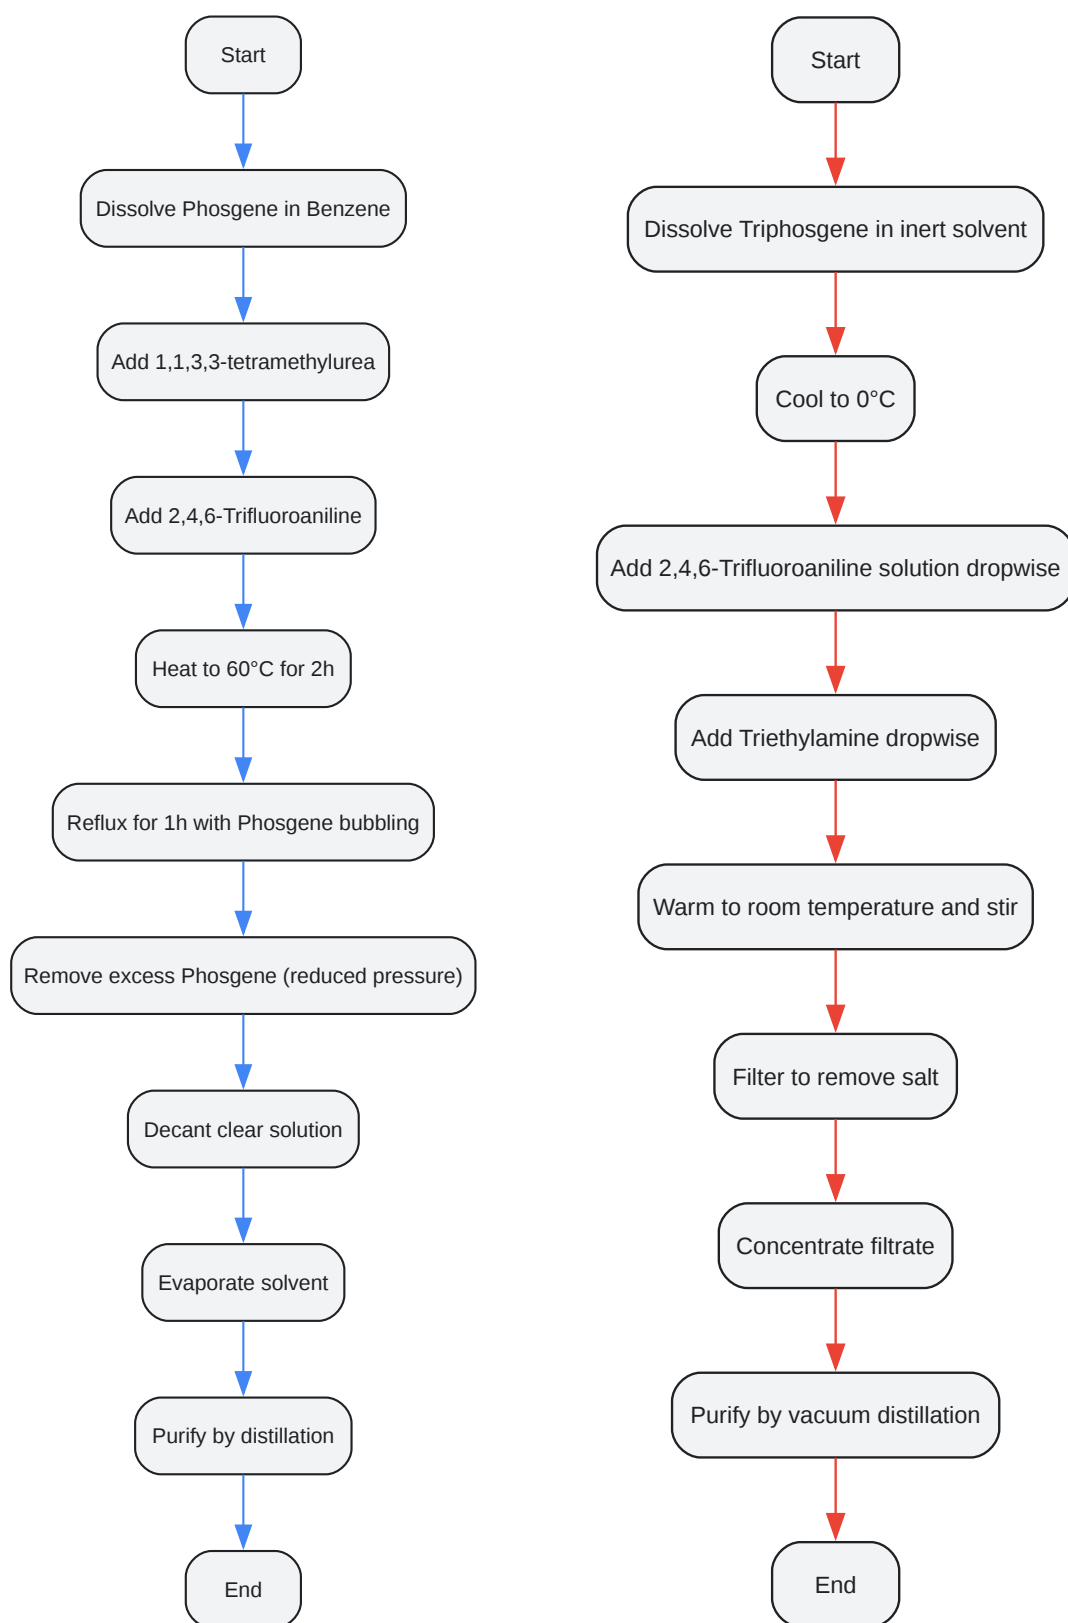 Start
Dissolve Phosgene in Benzene
Add 1,1,3,3-tetramethylurea
Add 2,4,6-Trifluoroaniline
Heat to 60°C for 2h
Reflux for 1h with Phosgene bubbling
Remove excess Phosgene (reduced pressure)
Decant clear solution
Evaporate solvent
Purify by distillation
End
Start
Dissolve Triphosgene in inert solvent
Cool to 0°C
Add 2,4,6-Trifluoroaniline solution dropwise
Add Triethylamine dropwise
Warm to room temperature and stir
Filter to remove salt
Concentrate filtrate
Purify by vacuum distillation
End